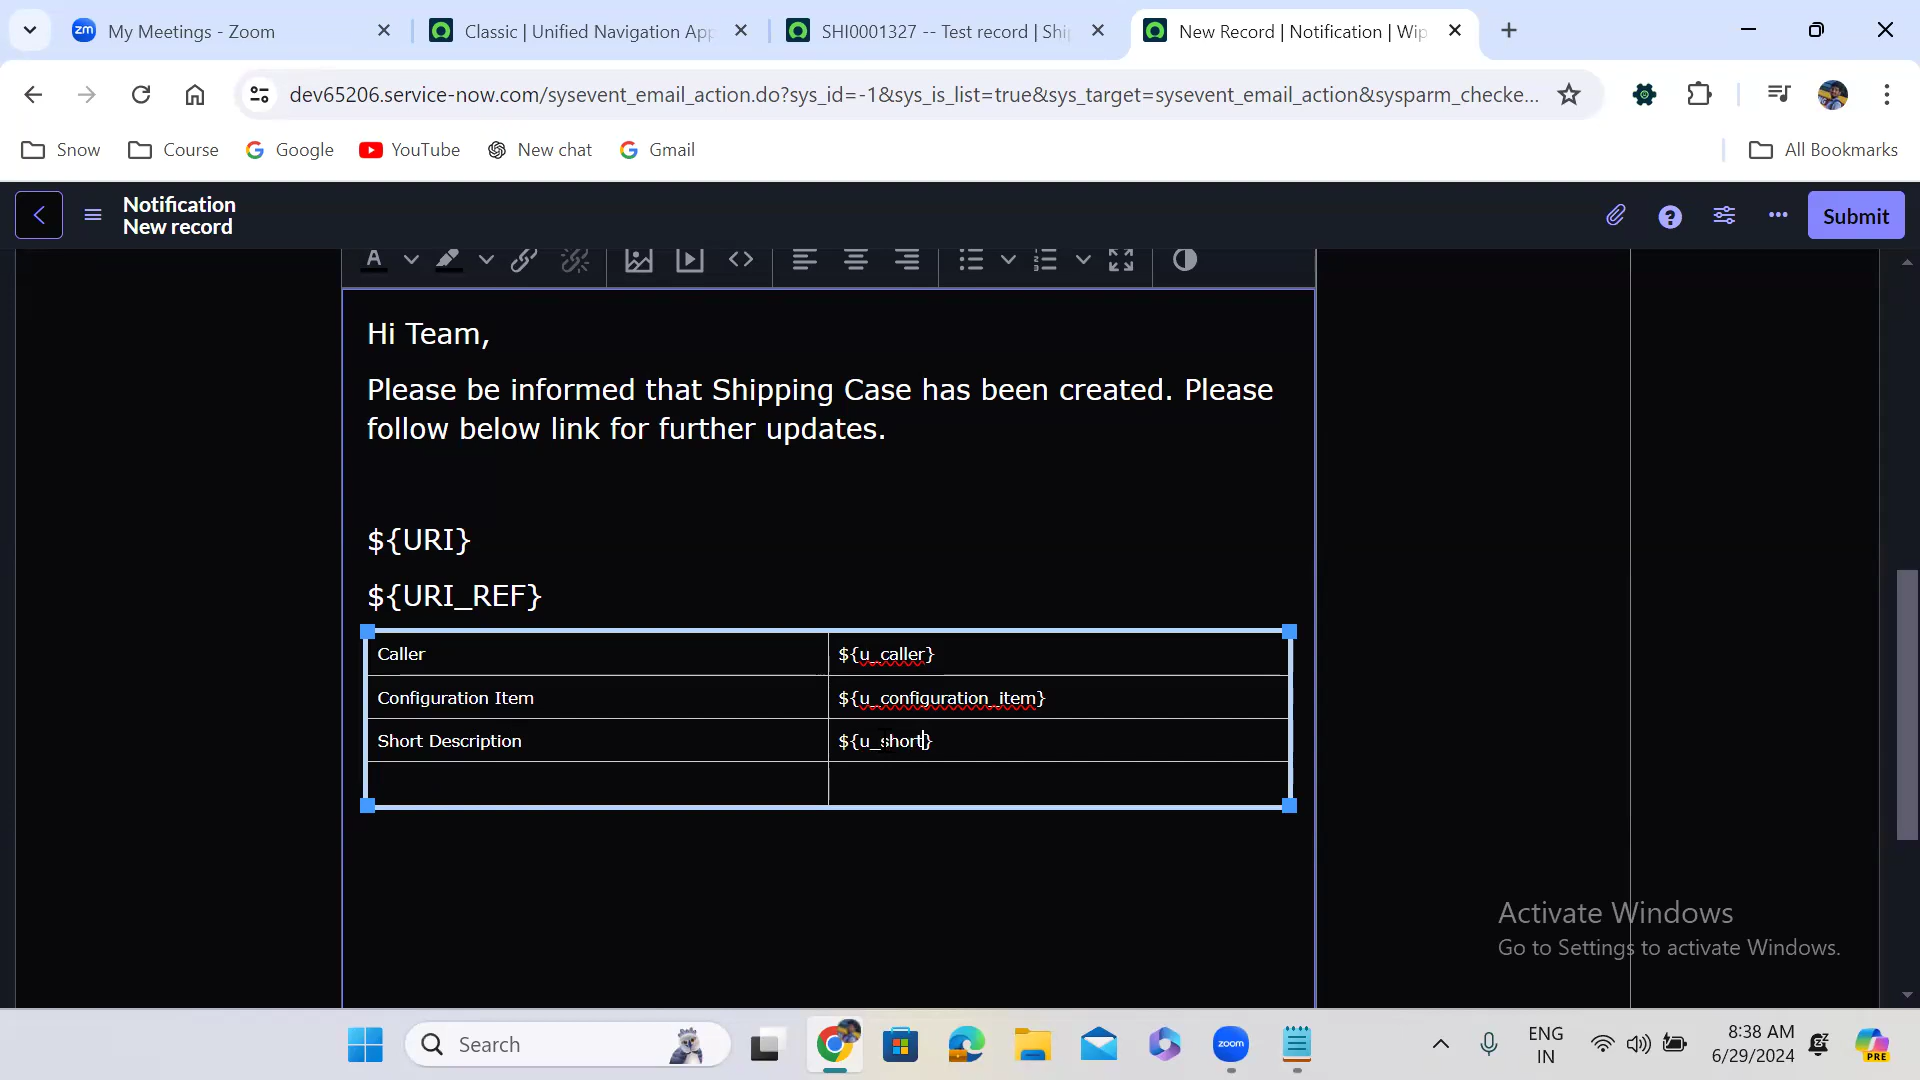 zm My Meetings - Zoom
Classic | Unified Navigation App
SHI0001327 -- Test record | Shi
New Record | Notification | Wip
dev65206.service-now.com/sysevent_email_action.do?sys_id=-1&sys_is_list=true&sys_target=sysevent_email_action&sysparm_checke...
Snow
Course
Google
YouTube
New chat
Gmail
All Bookmarks
Notification
New record
Submit
Hi Team,
Please be informed that Shipping Case has been created. Please
follow below link for further updates.
${URI}
${URI_REF}
Caller ${u_caller}
Configuration Item ${u_configuration_item}
Short Description ${u_short}
Activate Windows
Go to Settings to activate Windows.
Search
zoom
ENG
IN
8:38 AM
6/29/2024
PRE